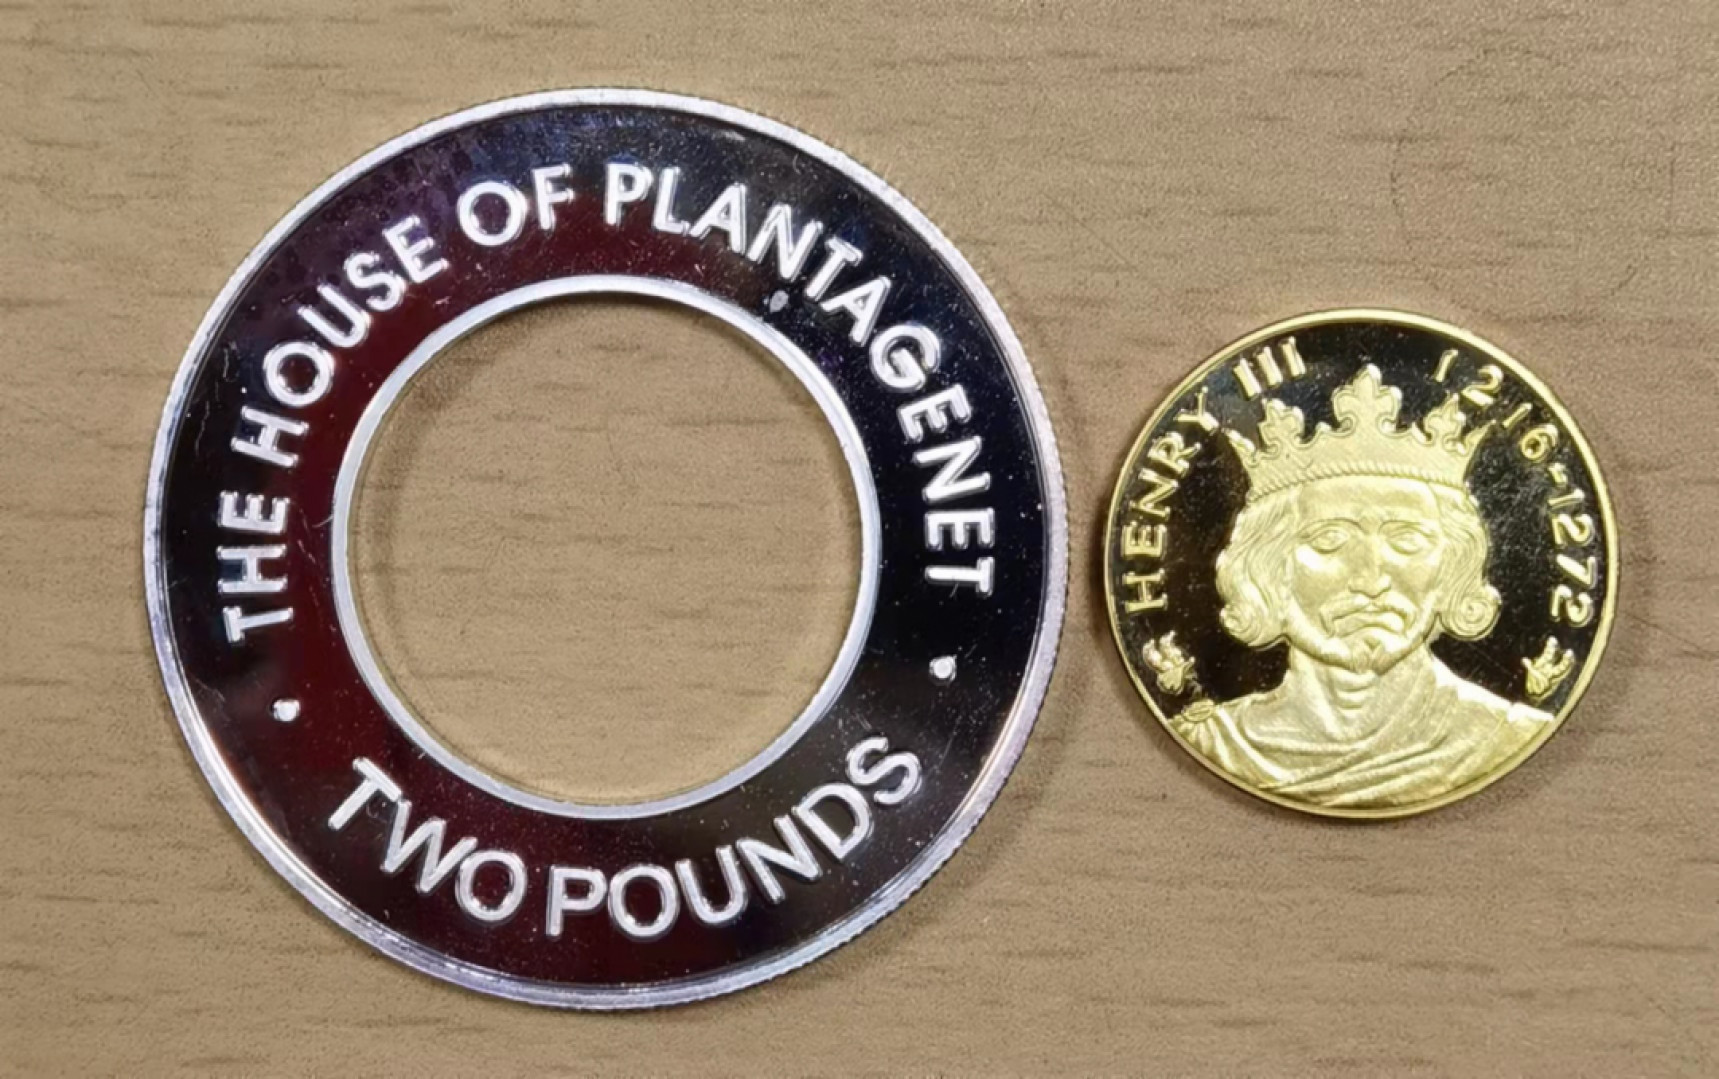 THE HOUSE OF PLANTAGENET
• TWO POUNDS •
HENRY III 1216-1272